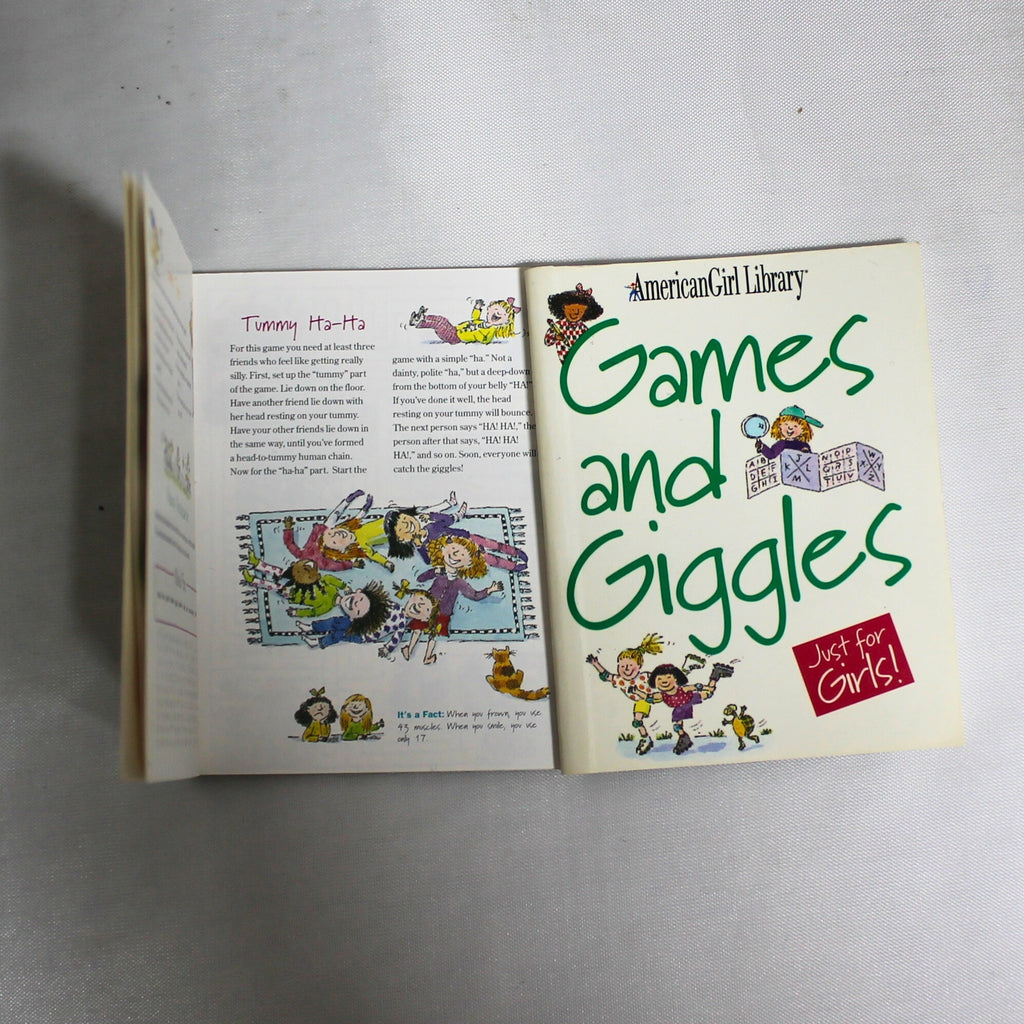 Tummy Ha-Ha
For this game you need at least three
friends who feel like getting really
silly. First, set up the "tummy" part
of the game. Lie down on the floor.
Have another friend lie down with
her head resting on your tummy.
Have your other friends lie down in
the same way, until you've formed
a head-to-tummy human chain.
Now for the "ha-ha" part. Start the
game with a simple "ha." Not a
dainty, polite "ha," but a deep-down
from the bottom of your belly "HA!"
If you've done it well, the head
resting on your tummy will bounce.
The next person says "HA! HA!," the
person after that says, "HA! HA!
HA!," and so on. Soon, everyone will
catch the giggles!
It's a Fact: When you frown, you use
43 muscles. When you smile, you use
only 17.
AmericanGirl Library
Games
and
Giggles
A B
D E F
G H I
J
K L
M
N O P
Q R S
T U V
W
X Y
Z
Just for
Girls!